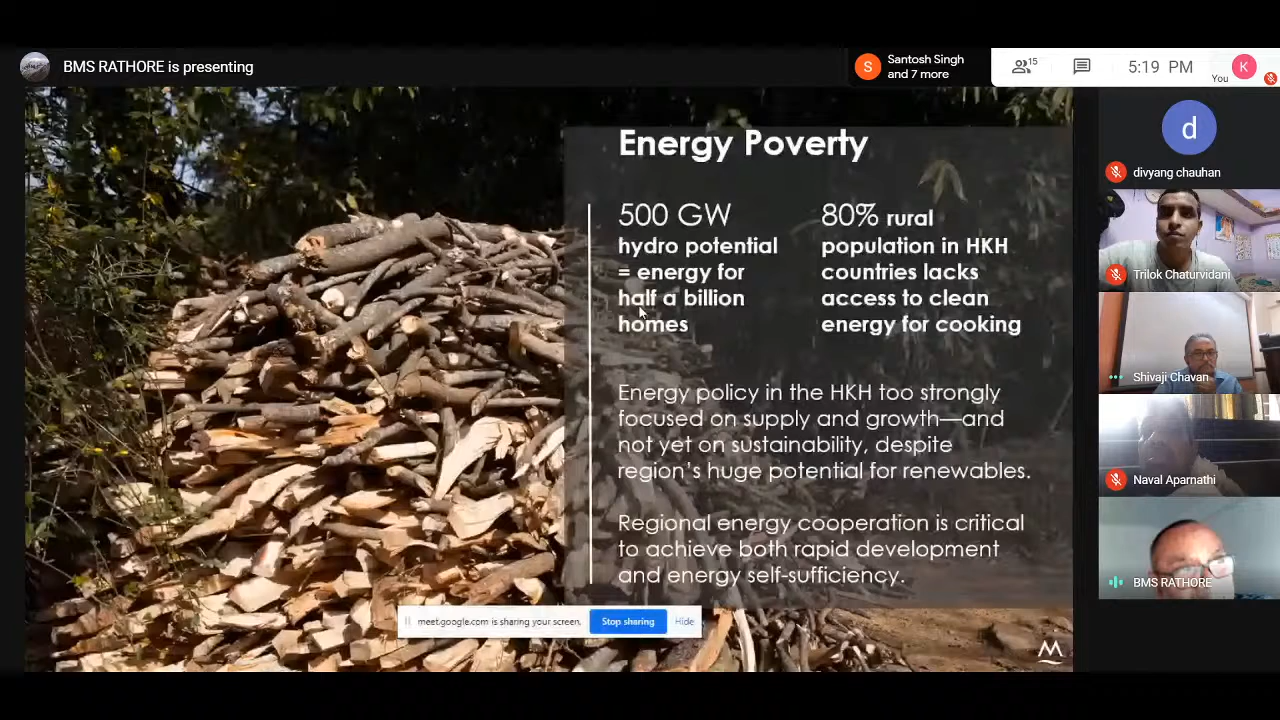 BMS RATHORE is presenting
S
Santosh Singh
and 7 more
15
5:19 PM
You
K
Energy Poverty
500 GW
hydro potential
= energy for
half a billion
homes
80% rural
population in HKH
countries lacks
access to clean
energy for cooking
Energy policy in the HKH too strongly
focused on supply and growth—and
not yet on sustainability, despite
region's huge potential for renewables.
Regional energy cooperation is critical
to achieve both rapid development
and energy self-sufficiency.
meet.google.com is sharing your screen.
Stop sharing
Hide
d
divyang chauhan
Trilok Chaturvidani
Shivaji Chavan
Naval Aparnathi
BMS RATHORE